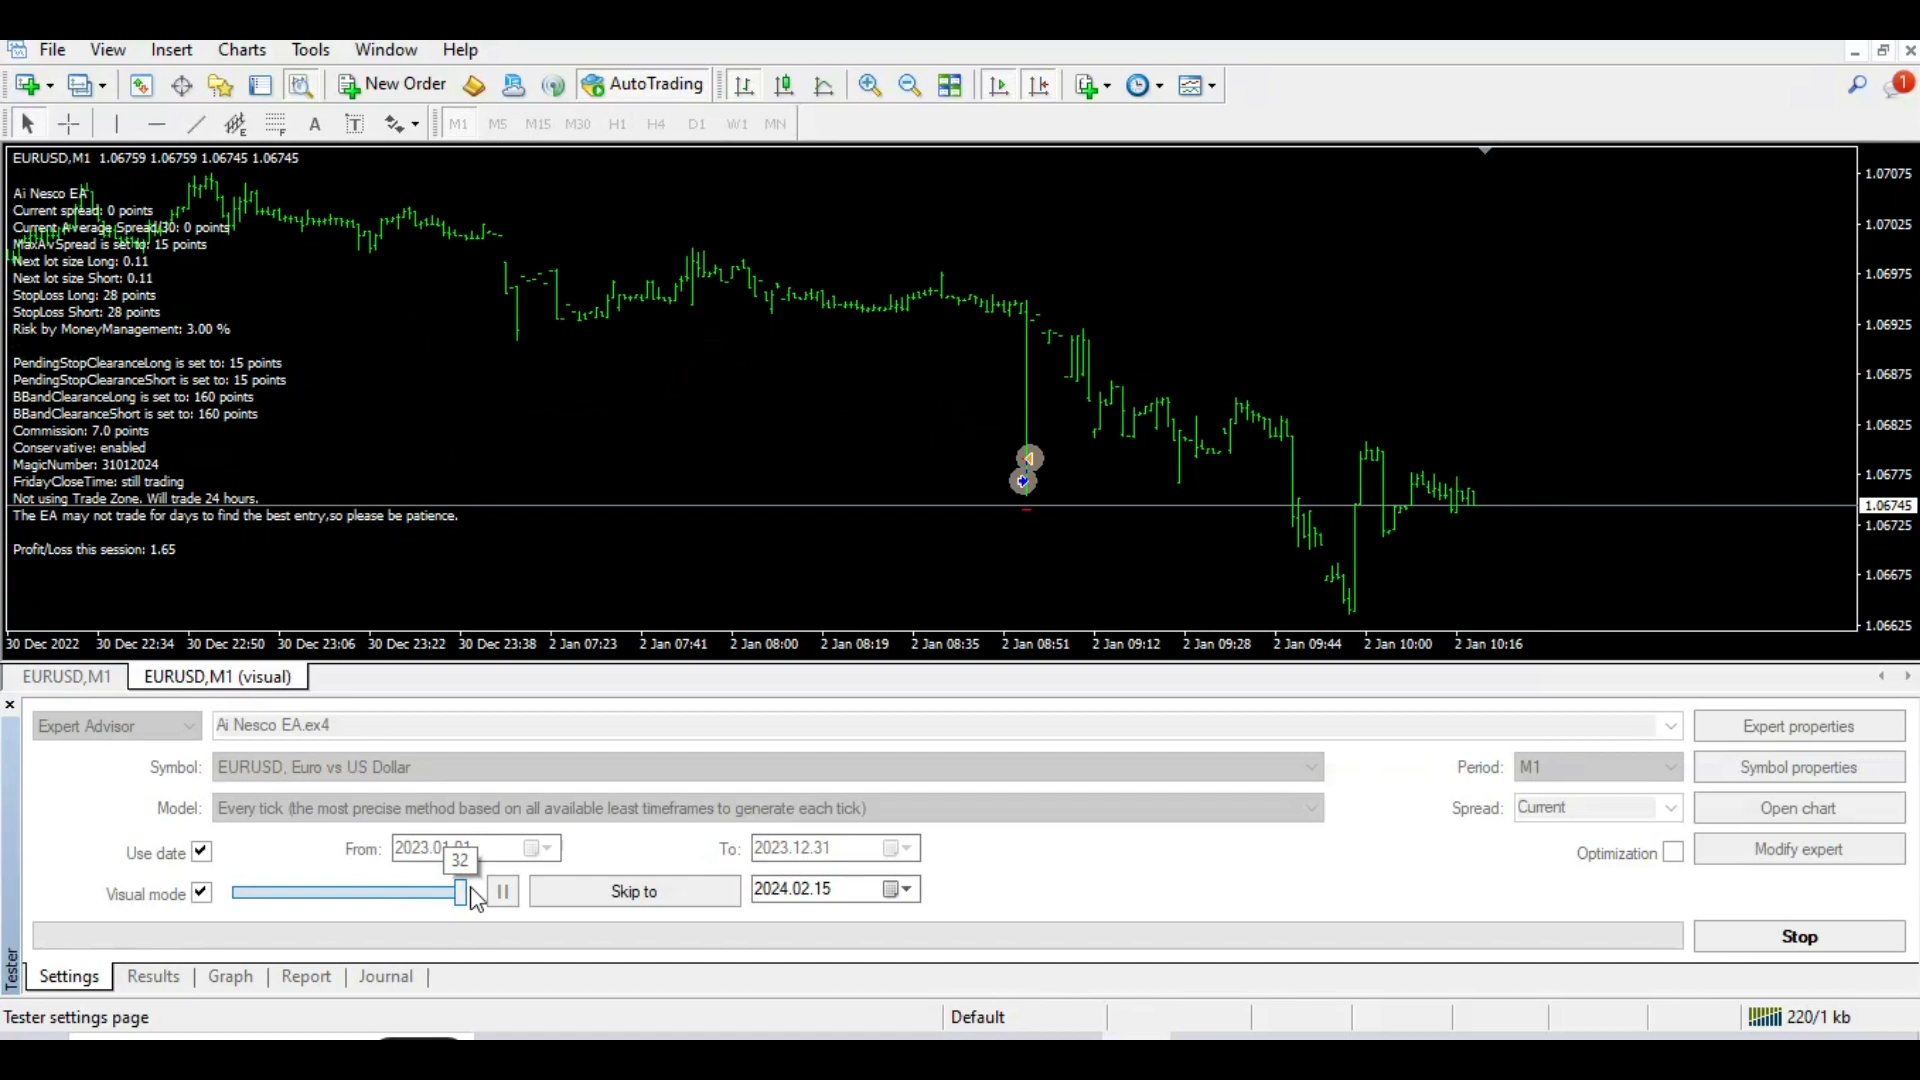 File View Insert Charts Tools Window Help
New Order AutoTrading 1
A T M1 M5 M15 M30 H1 H4 D1 W1 MN
EURUSD,M1 1.06759 1.06759 1.06745 1.06745
Ai Nesco EA
Current spread: 0 points
Current Average Spread/30: 0 points
MaxAvSpread is set to: 15 points
Next lot size Long: 0.11
Next lot size Short: 0.11
StopLoss Long: 28 points
StopLoss Short: 28 points
Risk by MoneyManagement: 3.00 %
PendingStopClearanceLong is set to: 15 points
PendingStopClearanceShort is set to: 15 points
BBandClearanceLong is set to: 160 points
BBandClearanceShort is set to: 160 points
Commission: 7.0 points
Conservative: enabled
MagicNumber: 31012024
FridayCloseTime: still trading
Not using Trade Zone. Will trade 24 hours.
The EA may not trade for days to find the best entry,so please be patience.
Profit/Loss this session: 1.65
1.07075
1.07025
1.06975
1.06925
1.06875
1.06825
1.06775
1.06745
1.06725
1.06675
1.06625
30 Dec 2022 30 Dec 22:34 30 Dec 22:50 30 Dec 23:06 30 Dec 23:22 30 Dec 23:38 2 Jan 07:23 2 Jan 07:41 2 Jan 08:00 2 Jan 08:19 2 Jan 08:35 2 Jan 08:51 2 Jan 09:12 2 Jan 09:28 2 Jan 09:44 2 Jan 10:00 2 Jan 10:16
EURUSD,M1 EURUSD,M1 (visual)
Expert Advisor Ai Nesco EA.ex4 Expert properties
Symbol: EURUSD, Euro vs US Dollar Period: M1 Symbol properties
Model: Every tick (the most precise method based on all available least timeframes to generate each tick) Spread: Current Open chart
Use date From: 2023.01.01 To: 2023.12.31 Optimization Modify expert
32
Visual mode Skip to 2024.02.15
Stop
Tester
Settings Results Graph Report Journal
Tester settings page Default 220/1 kb